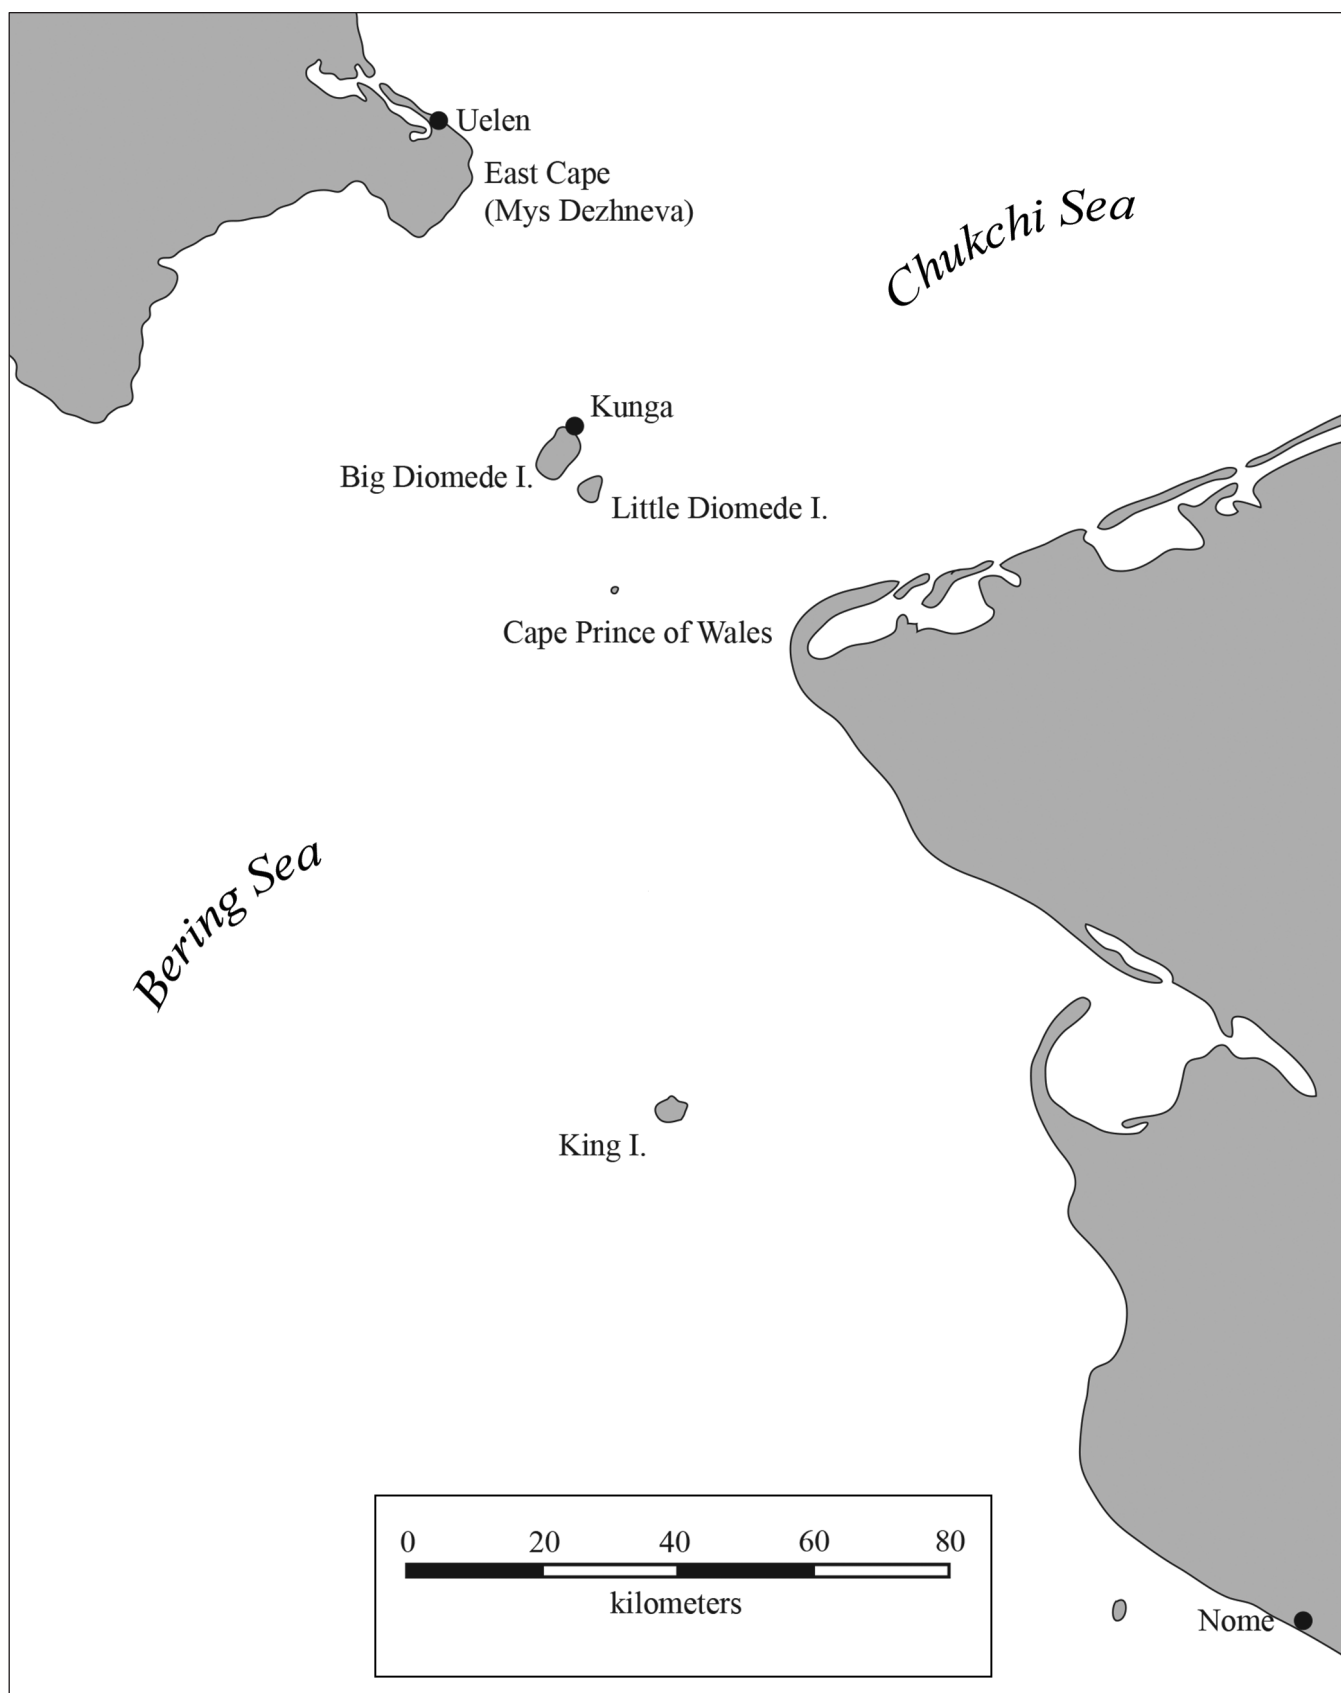 Uelen
East Cape
(Mys Dezhneva)
Chukchi Sea
Kunga
Big Diomede I.
Little Diomede I.
Cape Prince of Wales
Bering Sea
King I.
0 20 40 60 80
kilometers
Nome